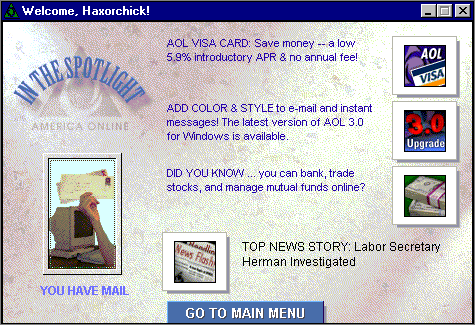 Welcome, Haxorchick!
IN THE SPOTLIGHT
AMERICA ONLINE
AOL VISA CARD: Save money -- a low
5.9% introductory APR & no annual fee!
AOL
VISA
ADD COLOR & STYLE to e-mail and instant
messages! The latest version of AOL 3.0
for Windows is available.
3.0
Upgrade
DID YOU KNOW ... you can bank, trade
stocks, and manage mutual funds online?
YOU HAVE MAIL
News Flash
TOP NEWS STORY: Labor Secretary
Herman Investigated
GO TO MAIN MENU